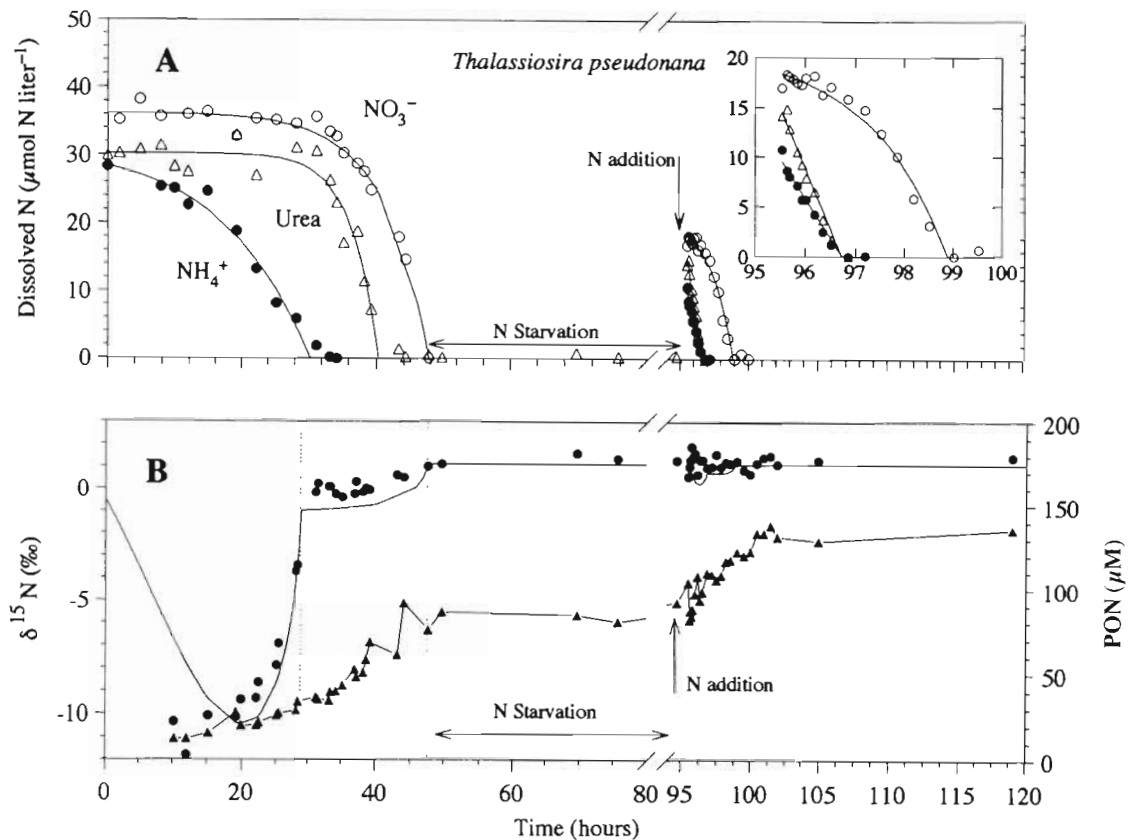 A
Thalassiosira pseudonana
NO₃⁻
Urea
NH₄⁺
N addition
N Starvation
Dissolved N (µmol N liter⁻¹)
50
40
30
20
10
0
20
15
10
5
0
95 96 97 98 99 100
B
N Starvation
N addition
δ ¹⁵ N (‰)
0
-5
-10
200
150
100
50
0
PON (µM)
0 20 40 60 80 95 100 105 110 115 120
Time (hours)